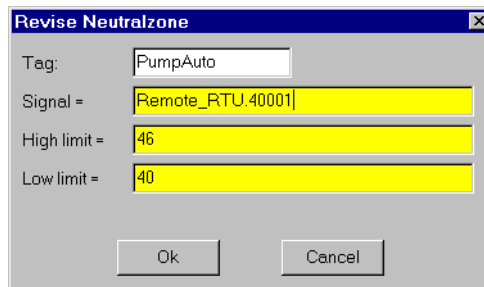 Revise Neutralzone
Tag: PumpAuto
Signal = Remote_RTU.40001
High limit = 46
Low limit = 40
Ok Cancel